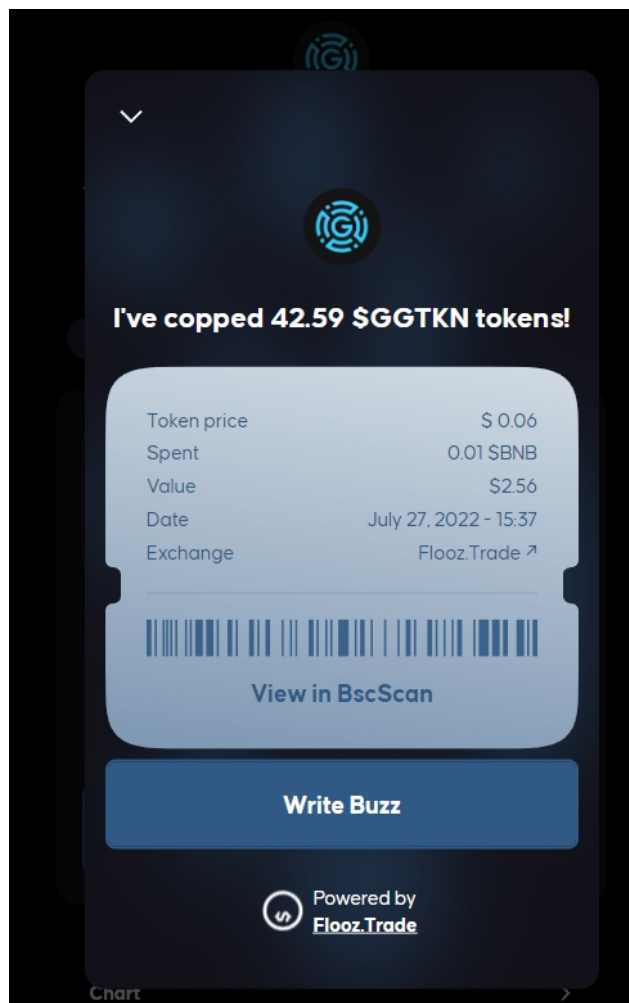 G
G
I've copped 42.59 $GGTKN tokens!
Token price $ 0.06
Spent 0.01 $BNB
Value $2.56
Date July 27, 2022 - 15:37
Exchange Flooz.Trade ↗
View in BscScan
Write Buzz
Powered by
Flooz.Trade
Chart